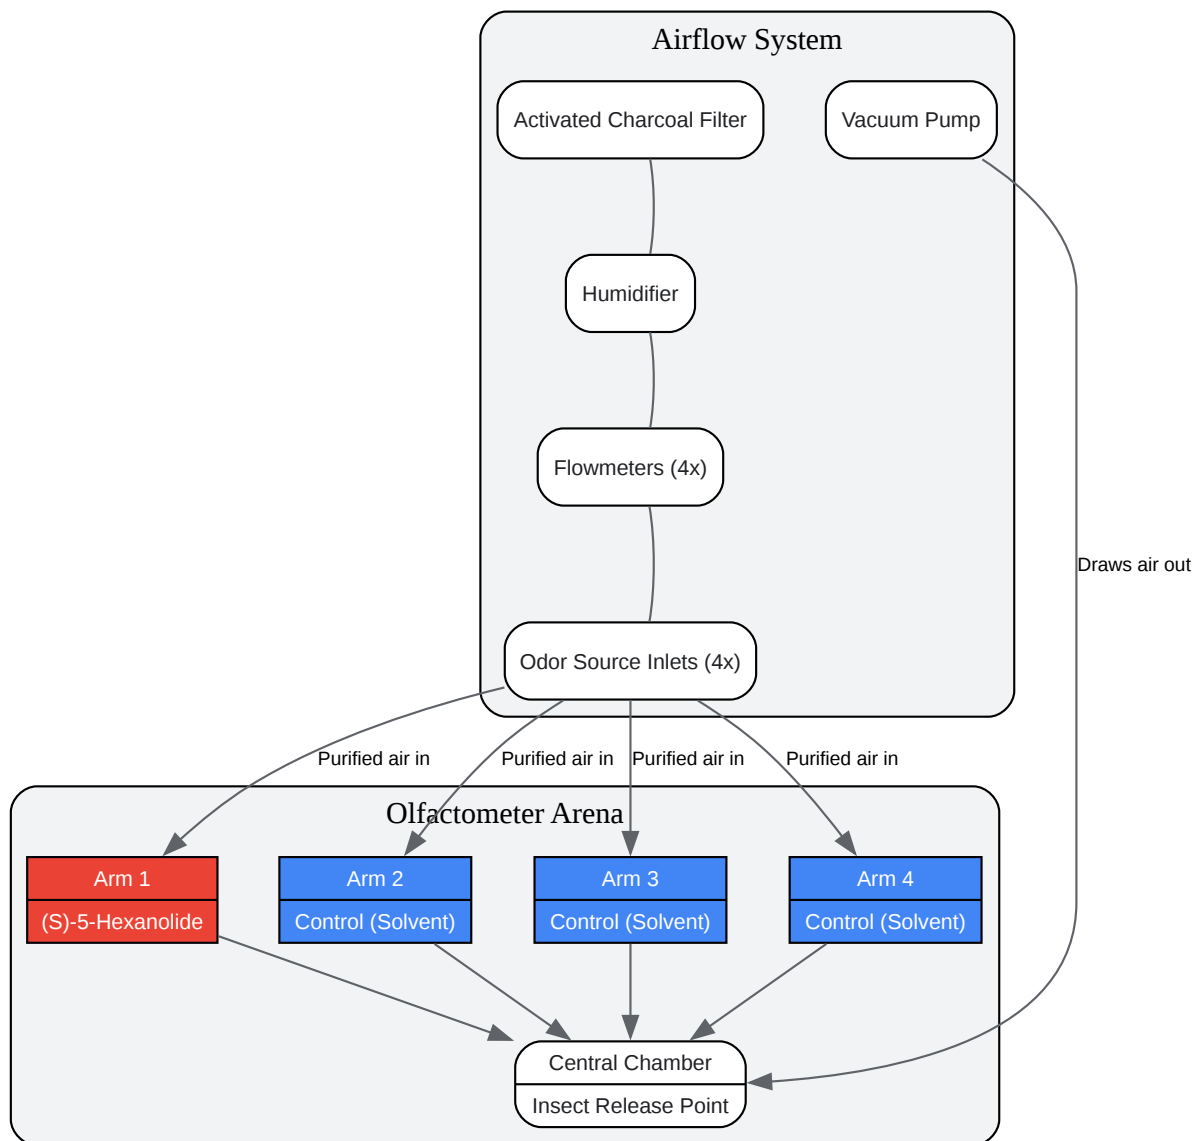 Airflow System
Activated Charcoal Filter
Vacuum Pump
Humidifier
Flowmeters (4x)
Draws air out
Odor Source Inlets (4x)
Purified air in
Purified air in
Purified air in
Purified air in
Olfactometer Arena
Arm 1
(S)-5-Hexanolide
Arm 2
Control (Solvent)
Arm 3
Control (Solvent)
Arm 4
Control (Solvent)
Central Chamber
Insect Release Point